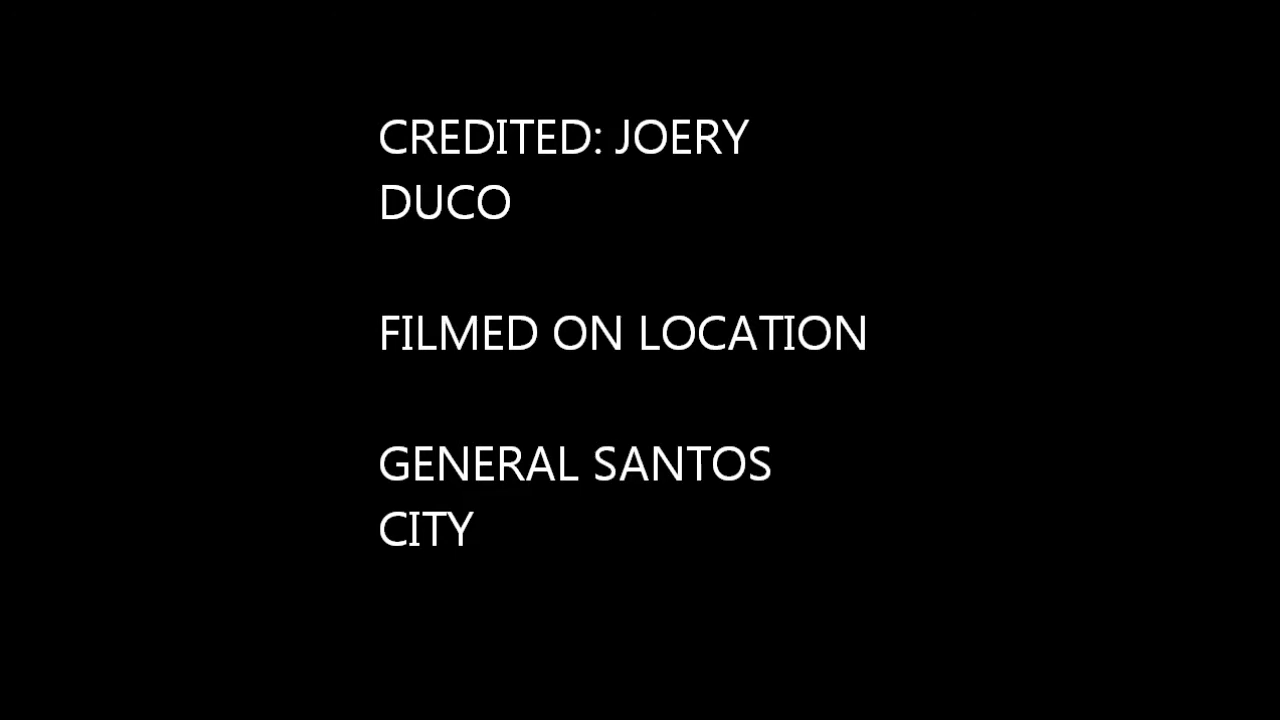 CREDITED: JOERY
DUCO
FILMED ON LOCATION
GENERAL SANTOS
CITY